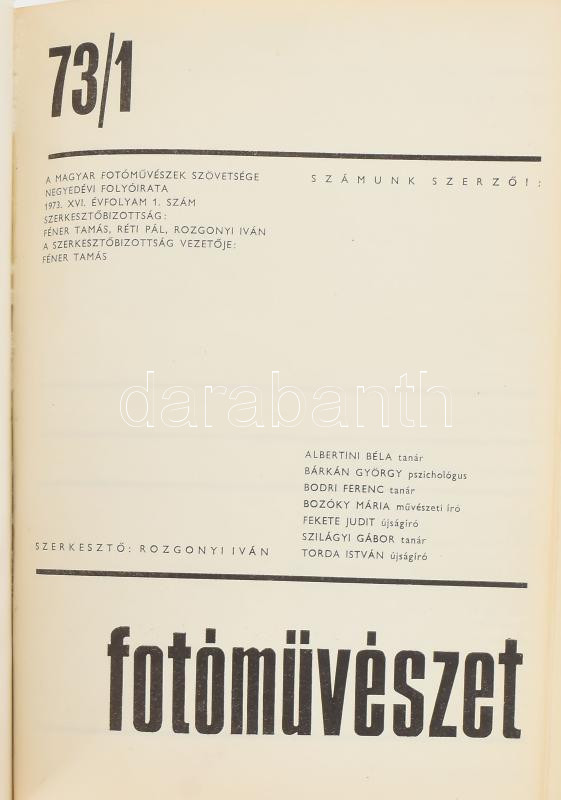 73/1
A MAGYAR FOTÓMŰVÉSZEK SZÖVETSÉGE
NEGYEDÉVI FOLYÓIRATA
1973. XVI. ÉVFOLYAM 1. SZÁM
SZERKESZTŐBIZOTTSÁG:
FÉNER TAMÁS, RÉTI PÁL, ROZGONYI IVÁN
A SZERKESZTŐBIZOTTSÁG VEZETŐJE:
FÉNER TAMÁS
SZÁMUNK SZERZŐI:
darabanth
ALBERTINI BÉLA tanár
BÁRKÁN GYÖRGY pszichológus
BODRI FERENC tanár
BOZÓKY MÁRIA művészeti író
FEKETE JUDIT újságíró
SZILÁGYI GÁBOR tanár
TORDA ISTVÁN újságíró
SZERKESZTŐ: ROZGONYI IVÁN
fotóművészet